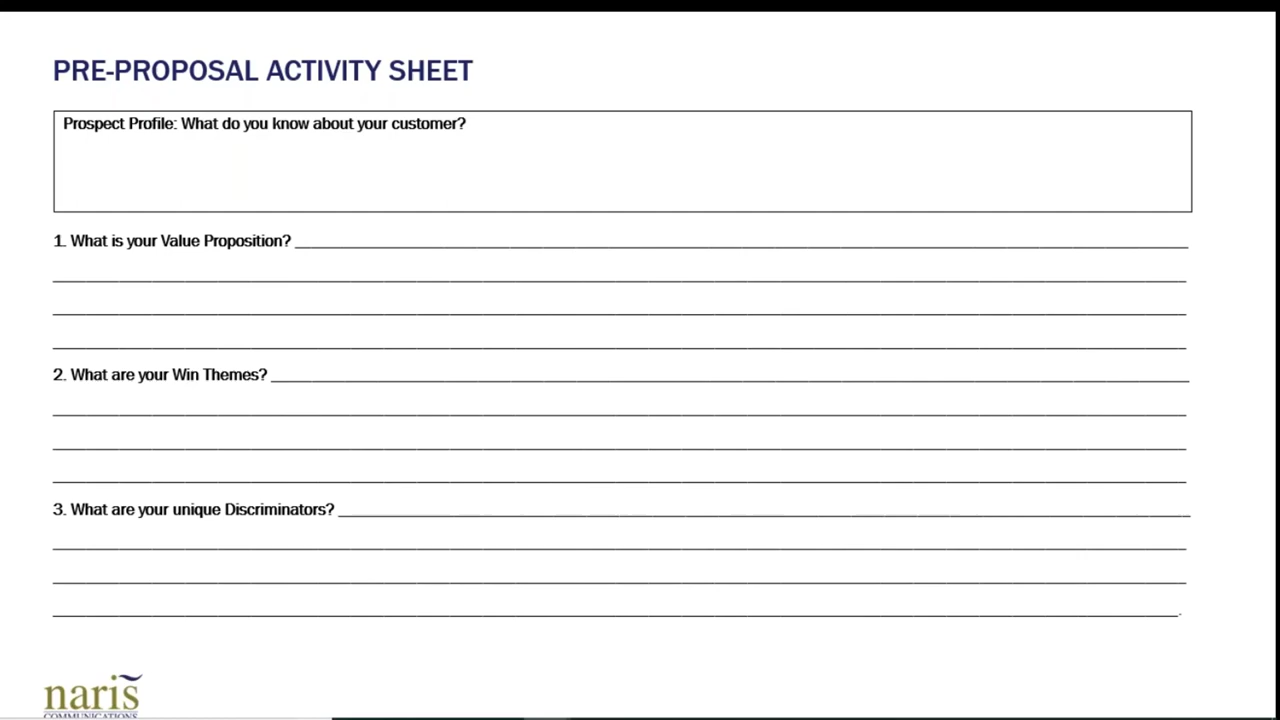 PRE-PROPOSAL ACTIVITY SHEET
Prospect Profile: What do you know about your customer?
1. What is your Value Proposition?
2. What are your Win Themes?
3. What are your unique Discriminators?
naris
COMMUNICATIONS